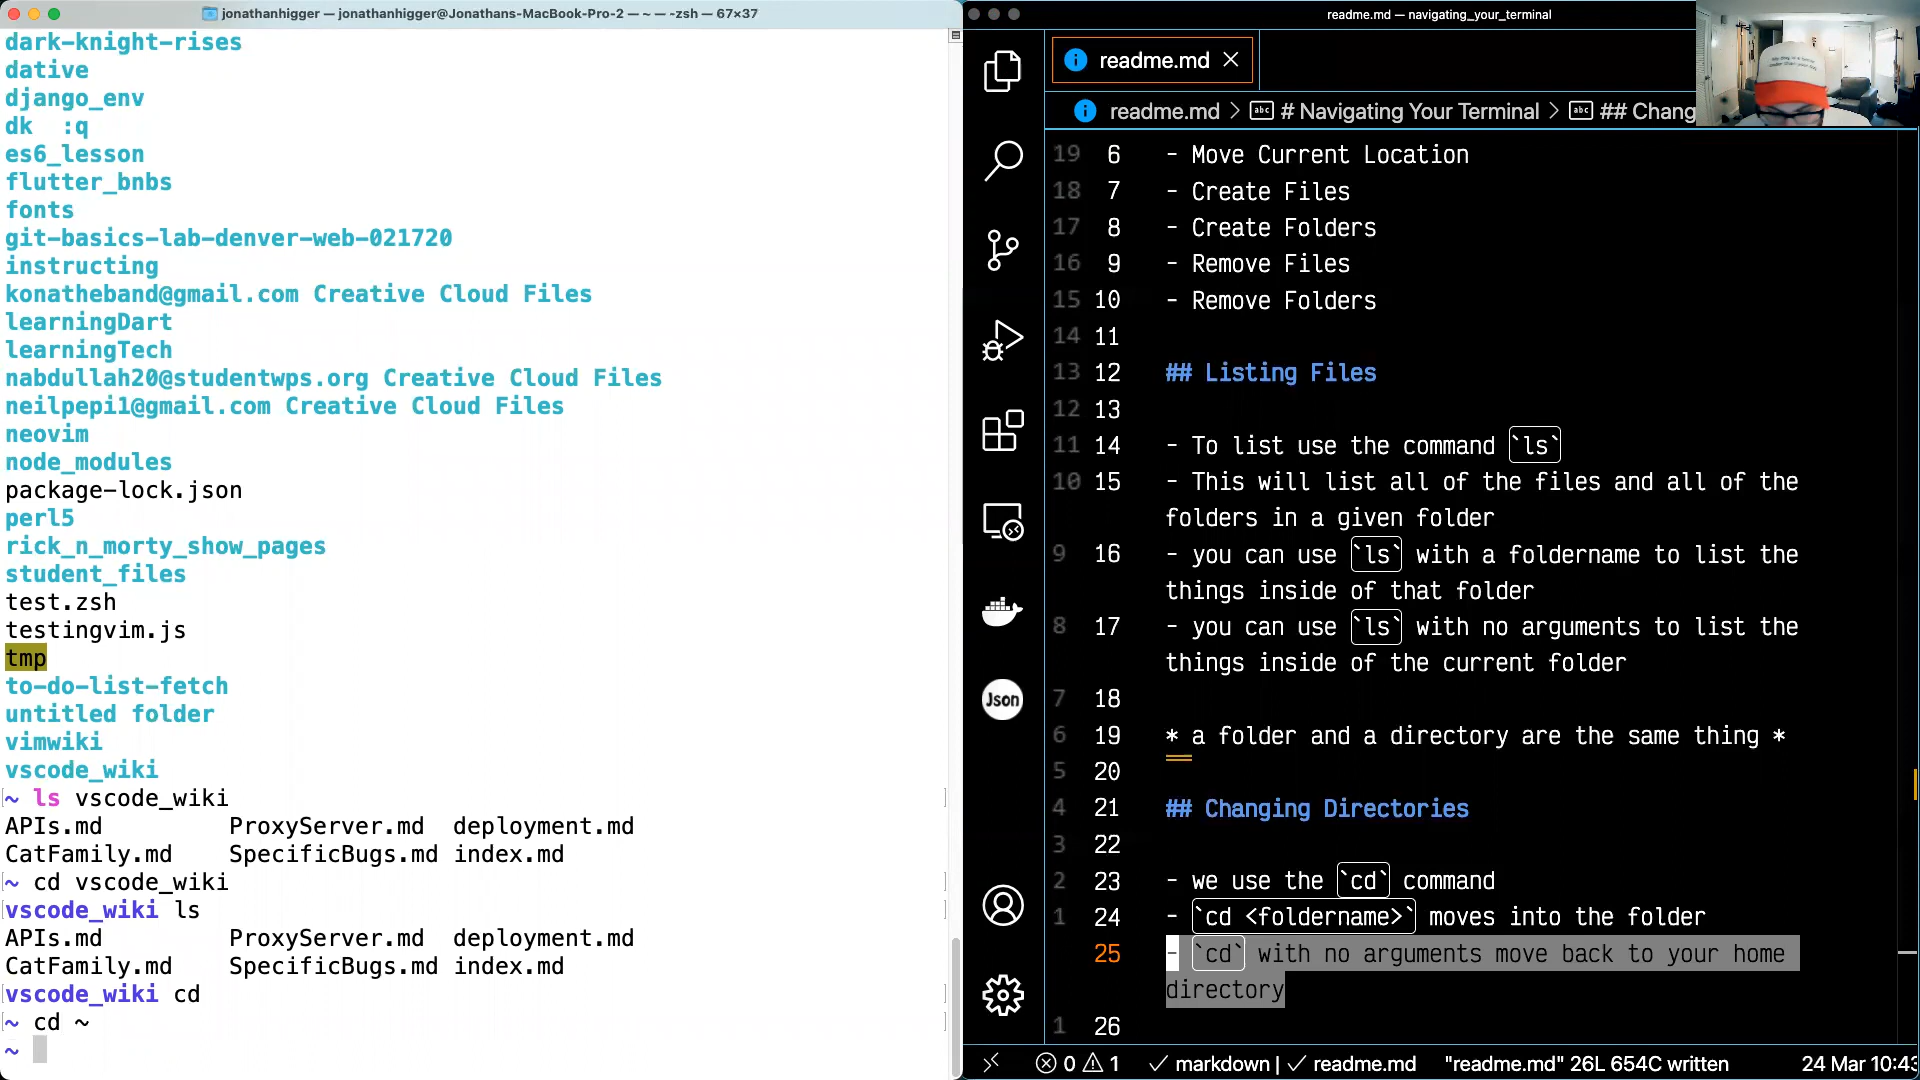 jonathanhigger — jonathanhigger@Jonathans-MacBook-Pro-2 — ~ — -zsh — 67×37
dark-knight-rises
dative
django_env
dk  :q
es6_lesson
flutter_bnbs
fonts
git-basics-lab-denver-web-021720
instructing
konatheband@gmail.com Creative Cloud Files
learningDart
learningTech
nabdullah20@studentwps.org Creative Cloud Files
neilpepi1@gmail.com Creative Cloud Files
neovim
node_modules
package-lock.json
perl5
rick_n_morty_show_pages
student_files
test.zsh
testingvim.js
tmp
to-do-list-fetch
untitled folder
vimwiki
vscode_wiki
~ ls vscode_wiki
APIs.md ProxyServer.md deployment.md
CatFamily.md SpecificBugs.md index.md
~ cd vscode_wiki
vscode_wiki ls
APIs.md ProxyServer.md deployment.md
CatFamily.md SpecificBugs.md index.md
vscode_wiki cd
~ cd ~
~
readme.md — navigating_your_terminal
readme.md
readme.md > # Navigating Your Terminal > ## Chang
19 6 - Move Current Location
18 7 - Create Files
17 8 - Create Folders
16 9 - Remove Files
15 10 - Remove Folders
14 11
13 12 ## Listing Files
12 13
11 14 - To list use the command `ls`
10 15 - This will list all of the files and all of the
folders in a given folder
9 16 - you can use `ls` with a foldername to list the
things inside of that folder
8 17 - you can use `ls` with no arguments to list the
things inside of the current folder
7 18
6 19 * a folder and a directory are the same thing *
5 20
4 21 ## Changing Directories
3 22
2 23 - we use the `cd` command
1 24 - `cd <foldername>` moves into the folder
25 - `cd` with no arguments move back to your home
directory
1 26
Json
0 1 markdown | readme.md "readme.md" 26L 654C written 24 Mar 10:43